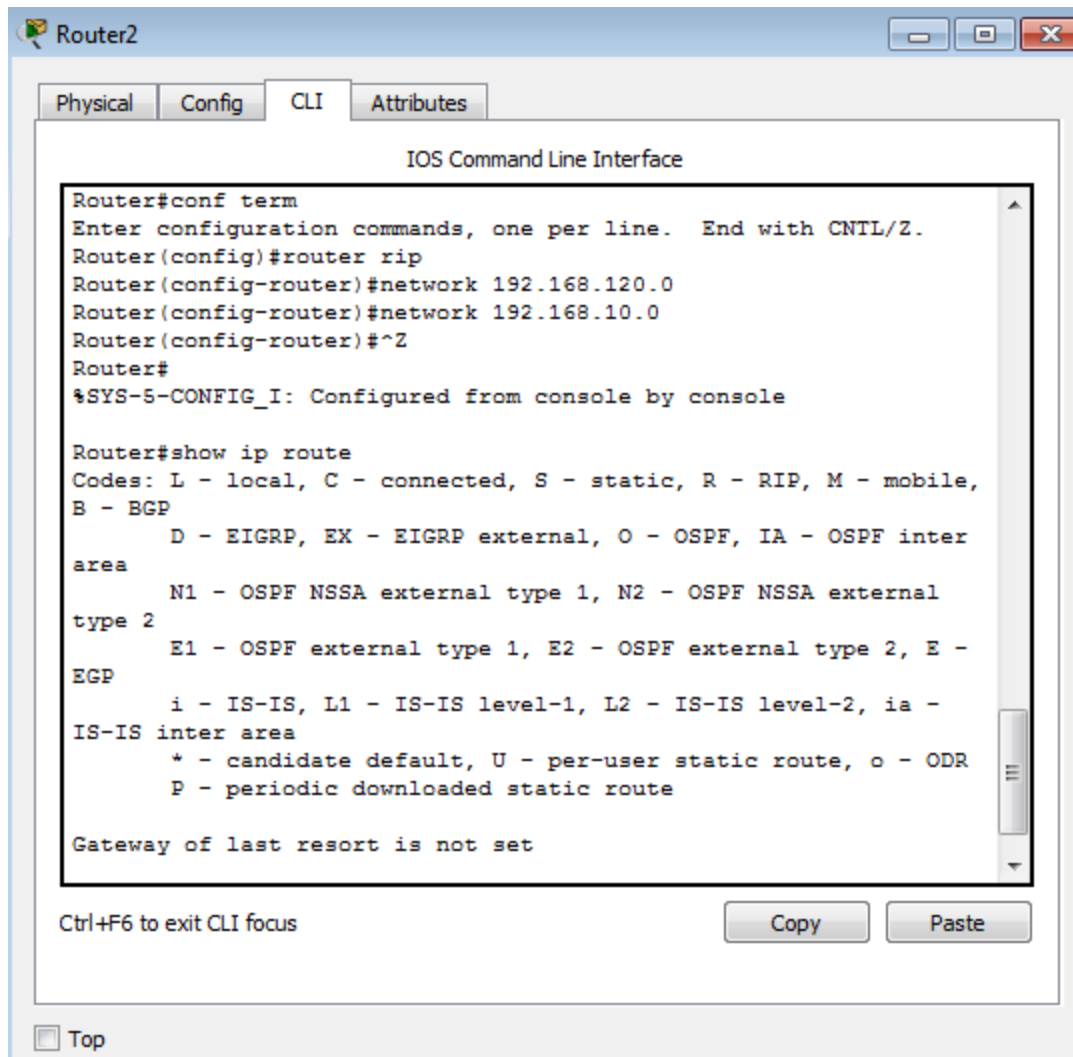 Router2
Physical Config CLI Attributes
IOS Command Line Interface
Router#conf term
Enter configuration commands, one per line.  End with CNTL/Z.
Router(config)#router rip
Router(config-router)#network 192.168.120.0
Router(config-router)#network 192.168.10.0
Router(config-router)#^Z
Router#
%SYS-5-CONFIG_I: Configured from console by console

Router#show ip route
Codes: L - local, C - connected, S - static, R - RIP, M - mobile,
B - BGP
       D - EIGRP, EX - EIGRP external, O - OSPF, IA - OSPF inter
area
       N1 - OSPF NSSA external type 1, N2 - OSPF NSSA external
type 2
       E1 - OSPF external type 1, E2 - OSPF external type 2, E -
EGP
       i - IS-IS, L1 - IS-IS level-1, L2 - IS-IS level-2, ia -
IS-IS inter area
       * - candidate default, U - per-user static route, o - ODR
       P - periodic downloaded static route

Gateway of last resort is not set
Ctrl+F6 to exit CLI focus Copy Paste
Top